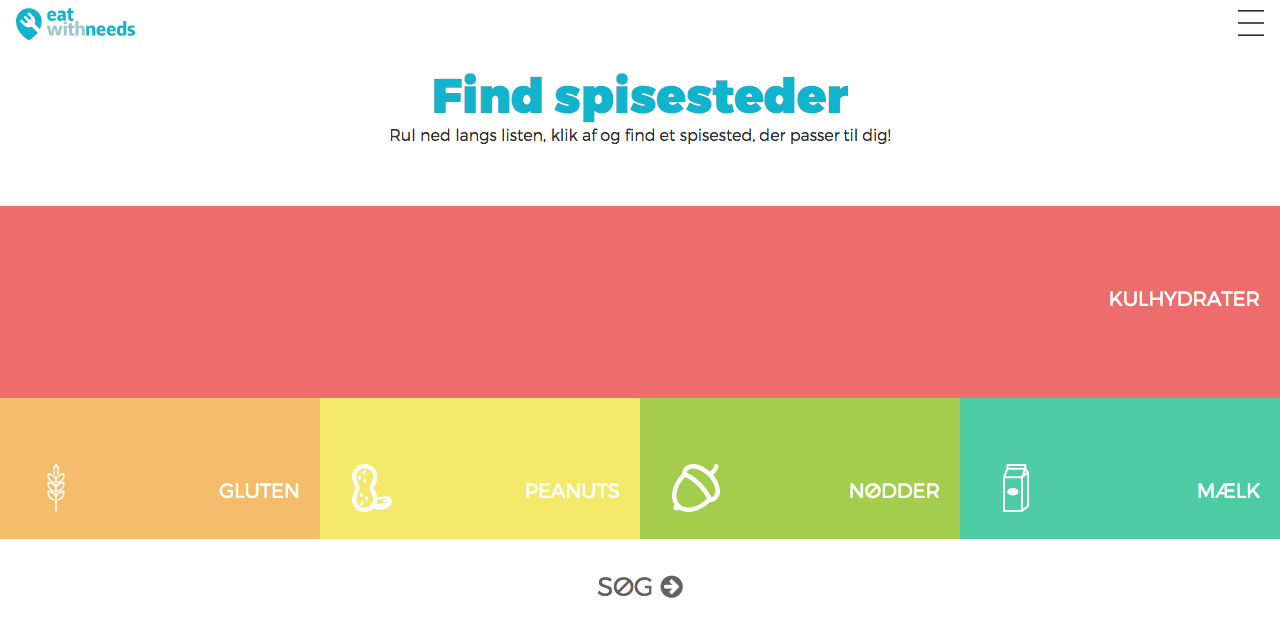 eat
withneeds
Find spisesteder
Rul ned langs listen, klik af og find et spisested, der passer til dig!
KULHYDRATER
GLUTEN
PEANUTS
NØDDER
MÆLK
SØG